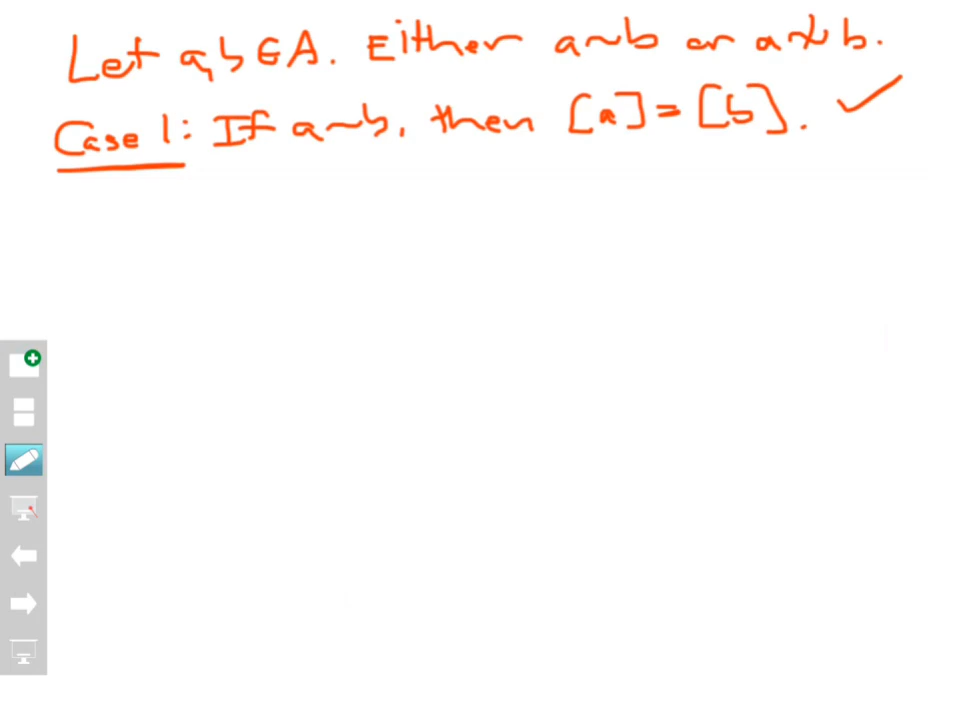 Let a, b ∈ A. Either a~b or a≁b.
Case 1: If a~b, then [a] = [b]. ✓